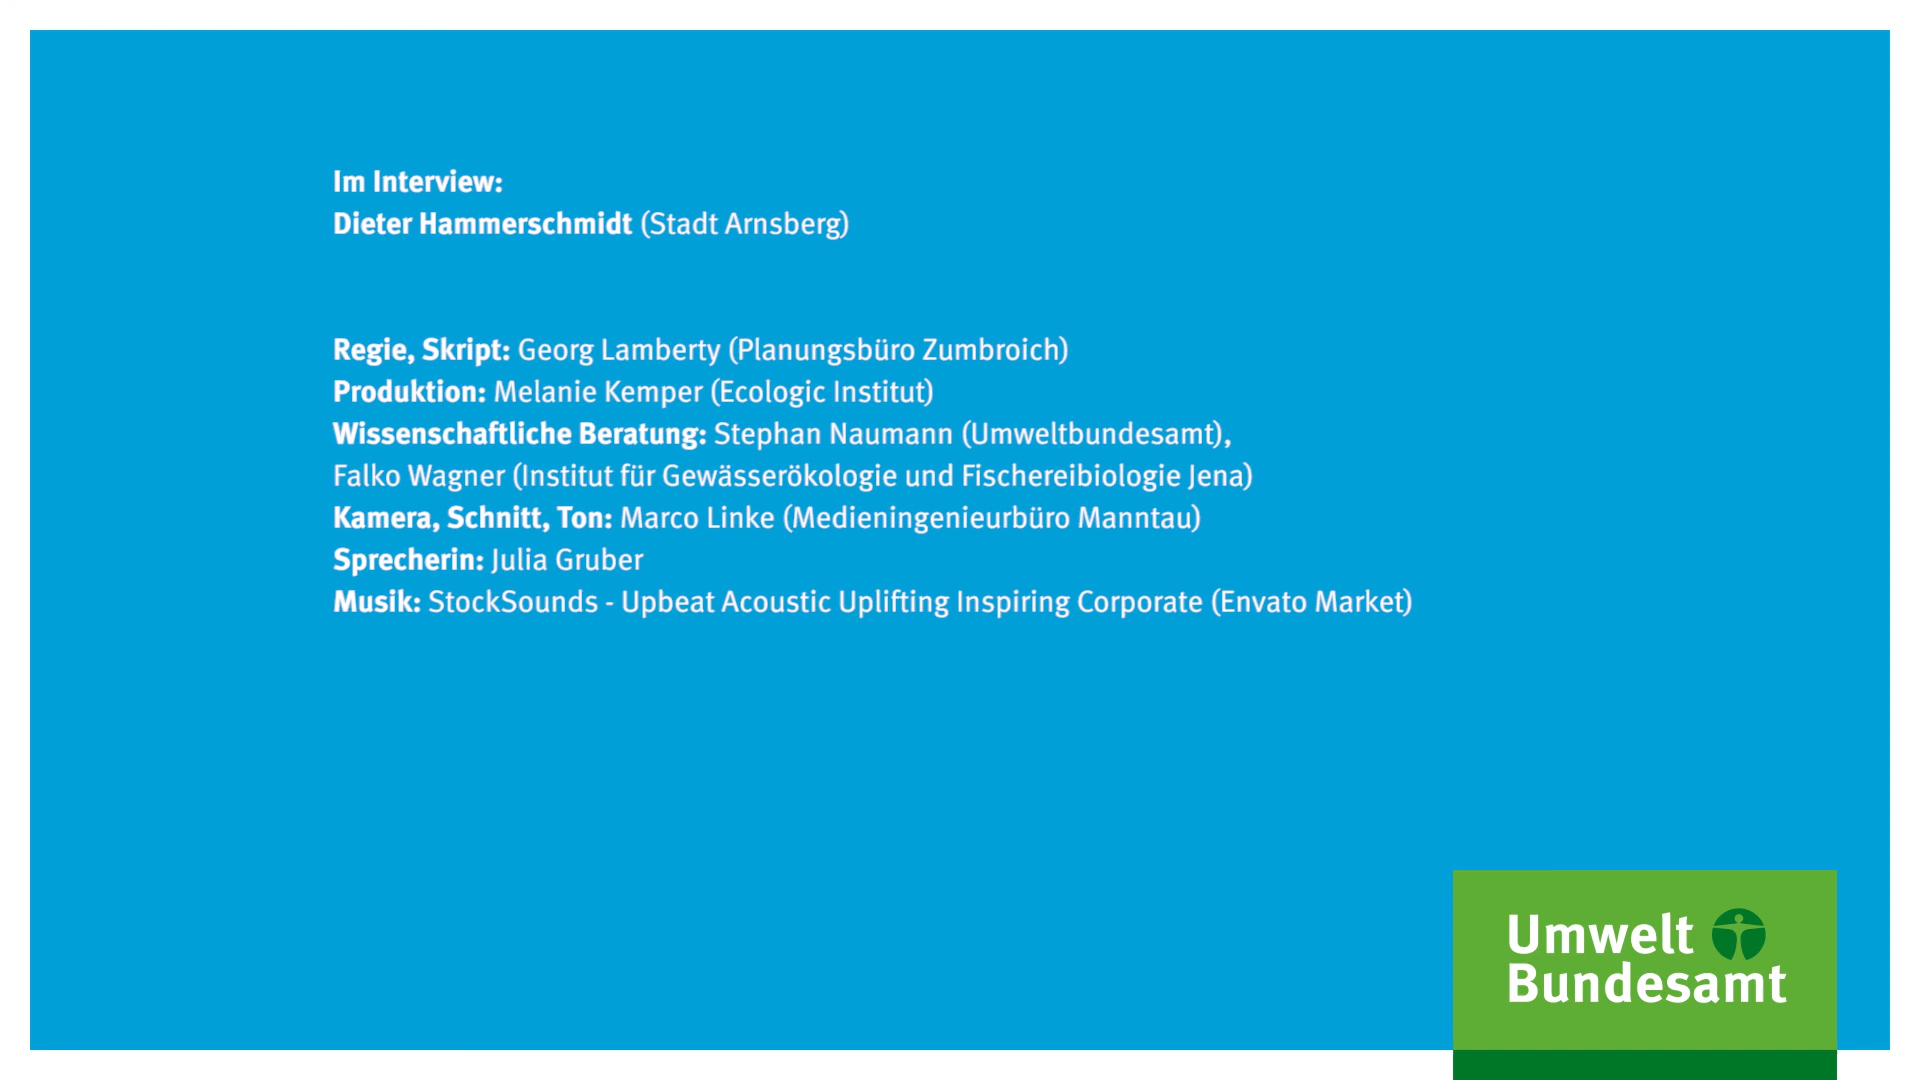 Im Interview:
Dieter Hammerschmidt (Stadt Arnsberg)
Regie, Skript: Georg Lamberty (Planungsbüro Zumbroich)
Produktion: Melanie Kemper (Ecologic Institut)
Wissenschaftliche Beratung: Stephan Naumann (Umweltbundesamt),
Falko Wagner (Institut für Gewässerökologie und Fischereibiologie Jena)
Kamera, Schnitt, Ton: Marco Linke (Medieningenieurbüro Manntau)
Sprecherin: Julia Gruber
Musik: StockSounds - Upbeat Acoustic Uplifting Inspiring Corporate (Envato Market)
Umwelt
Bundesamt